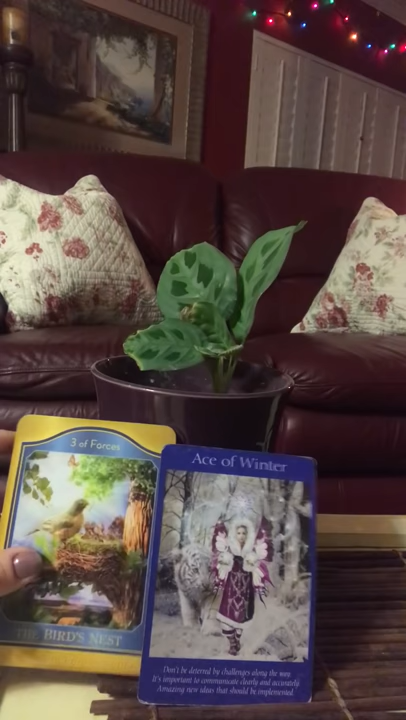 3 of Forces
THE BIRD'S NEST
Ace of Winter
Don't be deterred by challenges along the way.
It's important to communicate clearly and accurately.
Amazing new ideas that should be implemented.